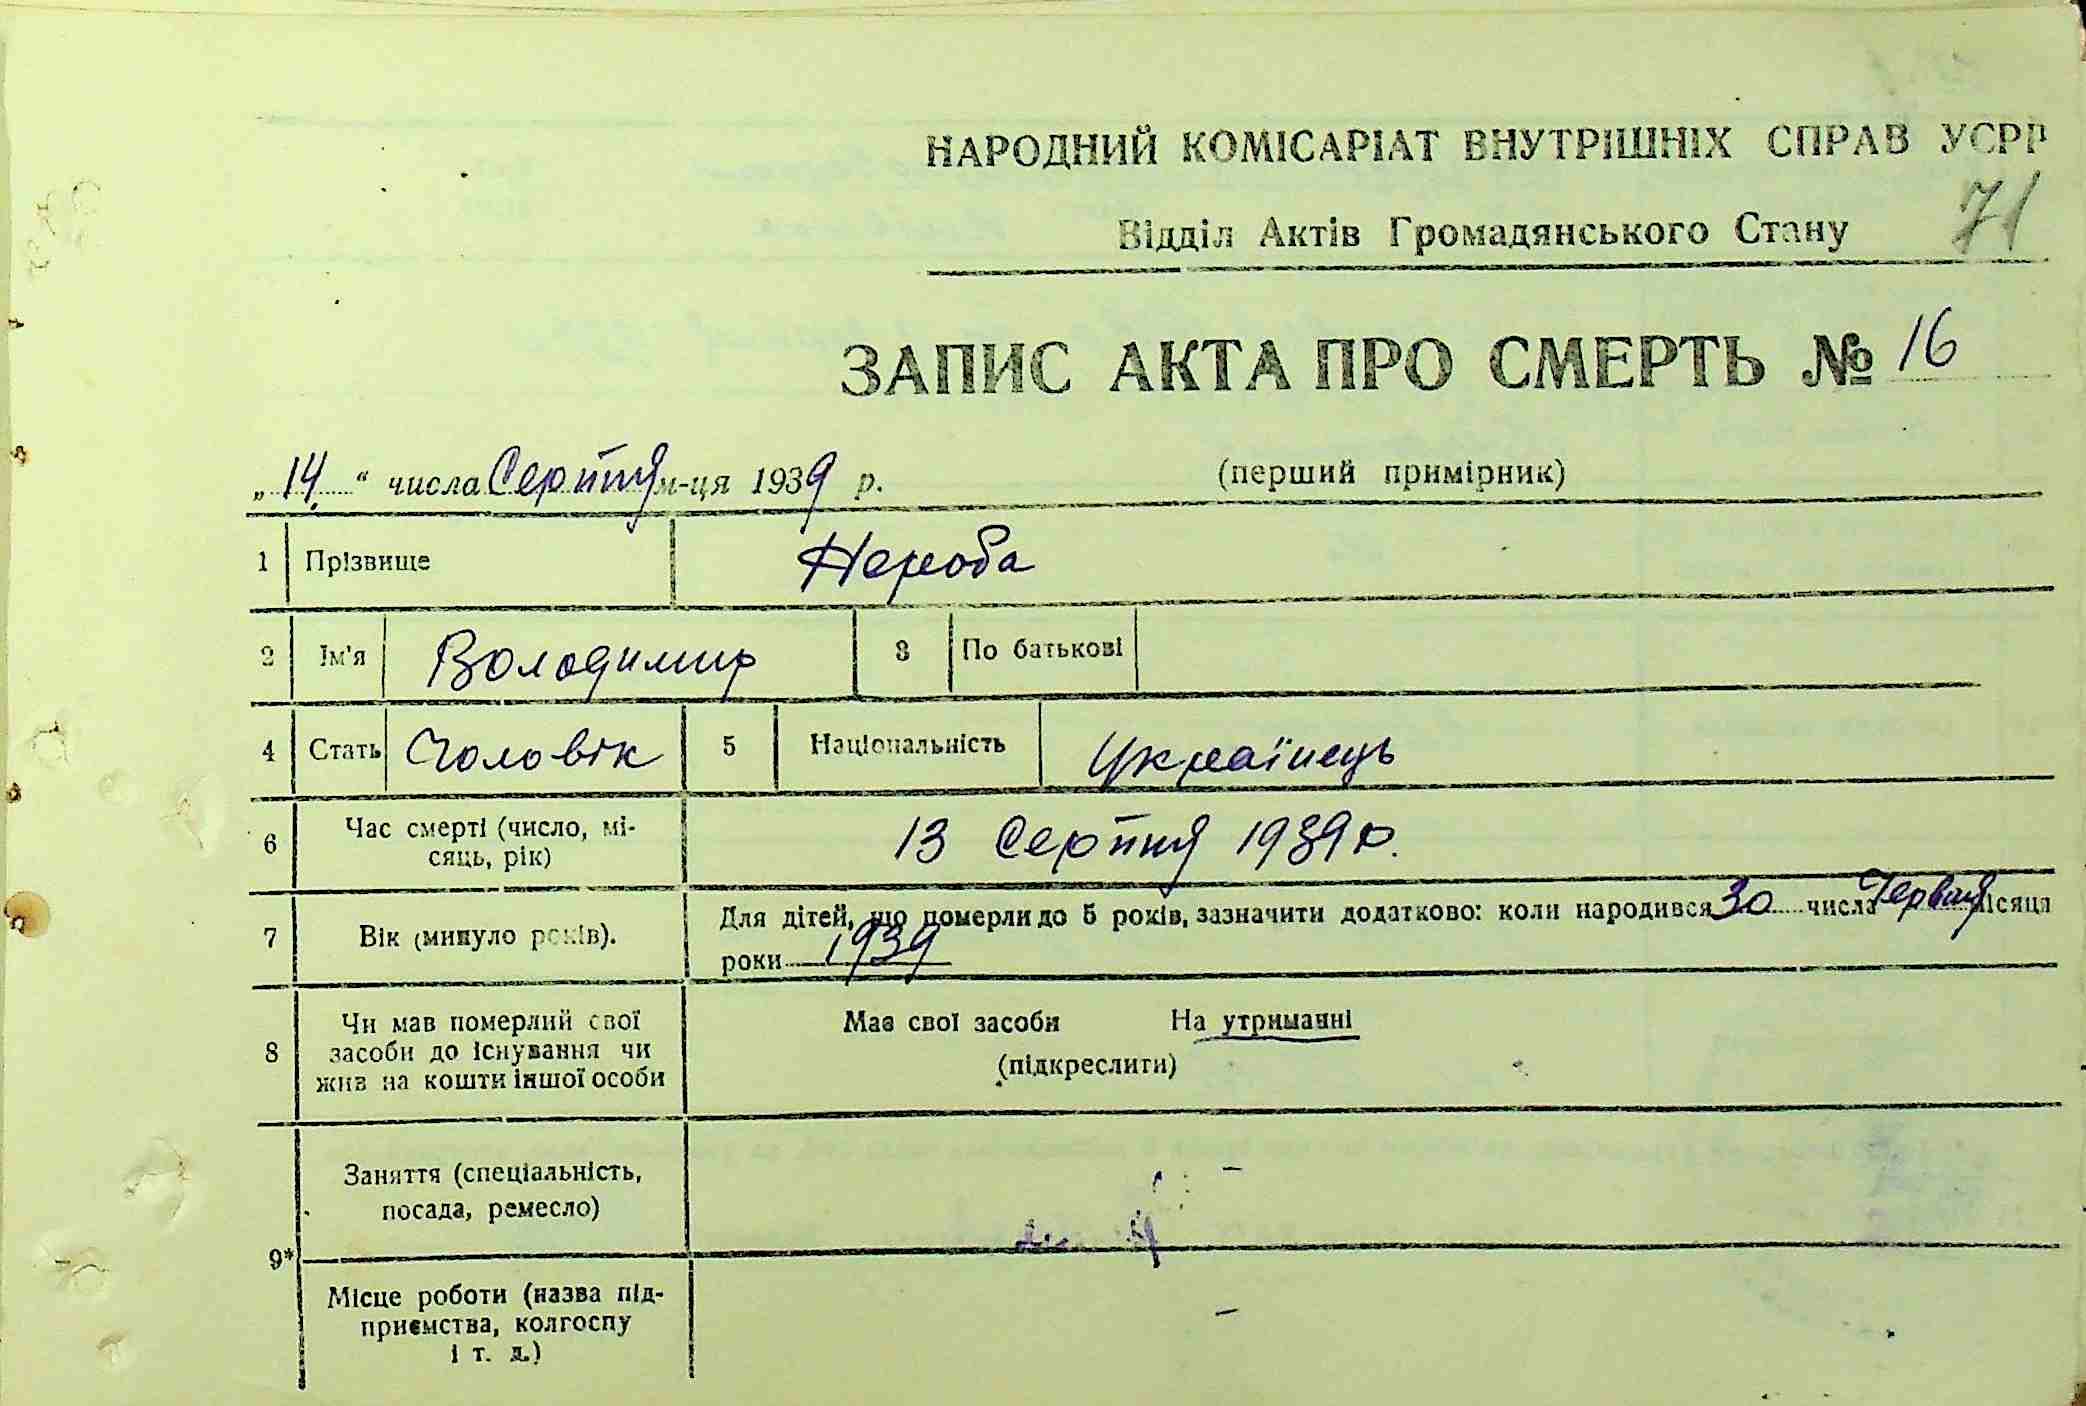 НАРОДНИЙ КОМІСАРІАТ ВНУТРІШНІХ СПРАВ УСРР
71
Відділ Актів Громадянського Стану
ЗАПИС АКТА ПРО СМЕРТЬ № 16
„14“ числа Серпня м-ця 1939 р.
(перший примірник)
1 Прізвище Нероба
2 Ім'я Володимир 3 По батькові
4 Стать Чоловік 5 Національність Українець
6 Час смерті (число, мі-
сяць, рік) 13 Серпня 1939 р.
7 Вік (минуло років). Для дітей, що померли до 5 років, зазначити додатково: коли народився 30 числа Червня місяця
роки 1939
8 Чи мав померлий свої
засоби до існування чи
жив на кошти іншої особи
Мав свої засоби На утриманні
(підкреслити)
9* Заняття (спеціальність,
посада, ремесло) –
Місце роботи (назва під-
приємства, колгоспу
і т. д.) –